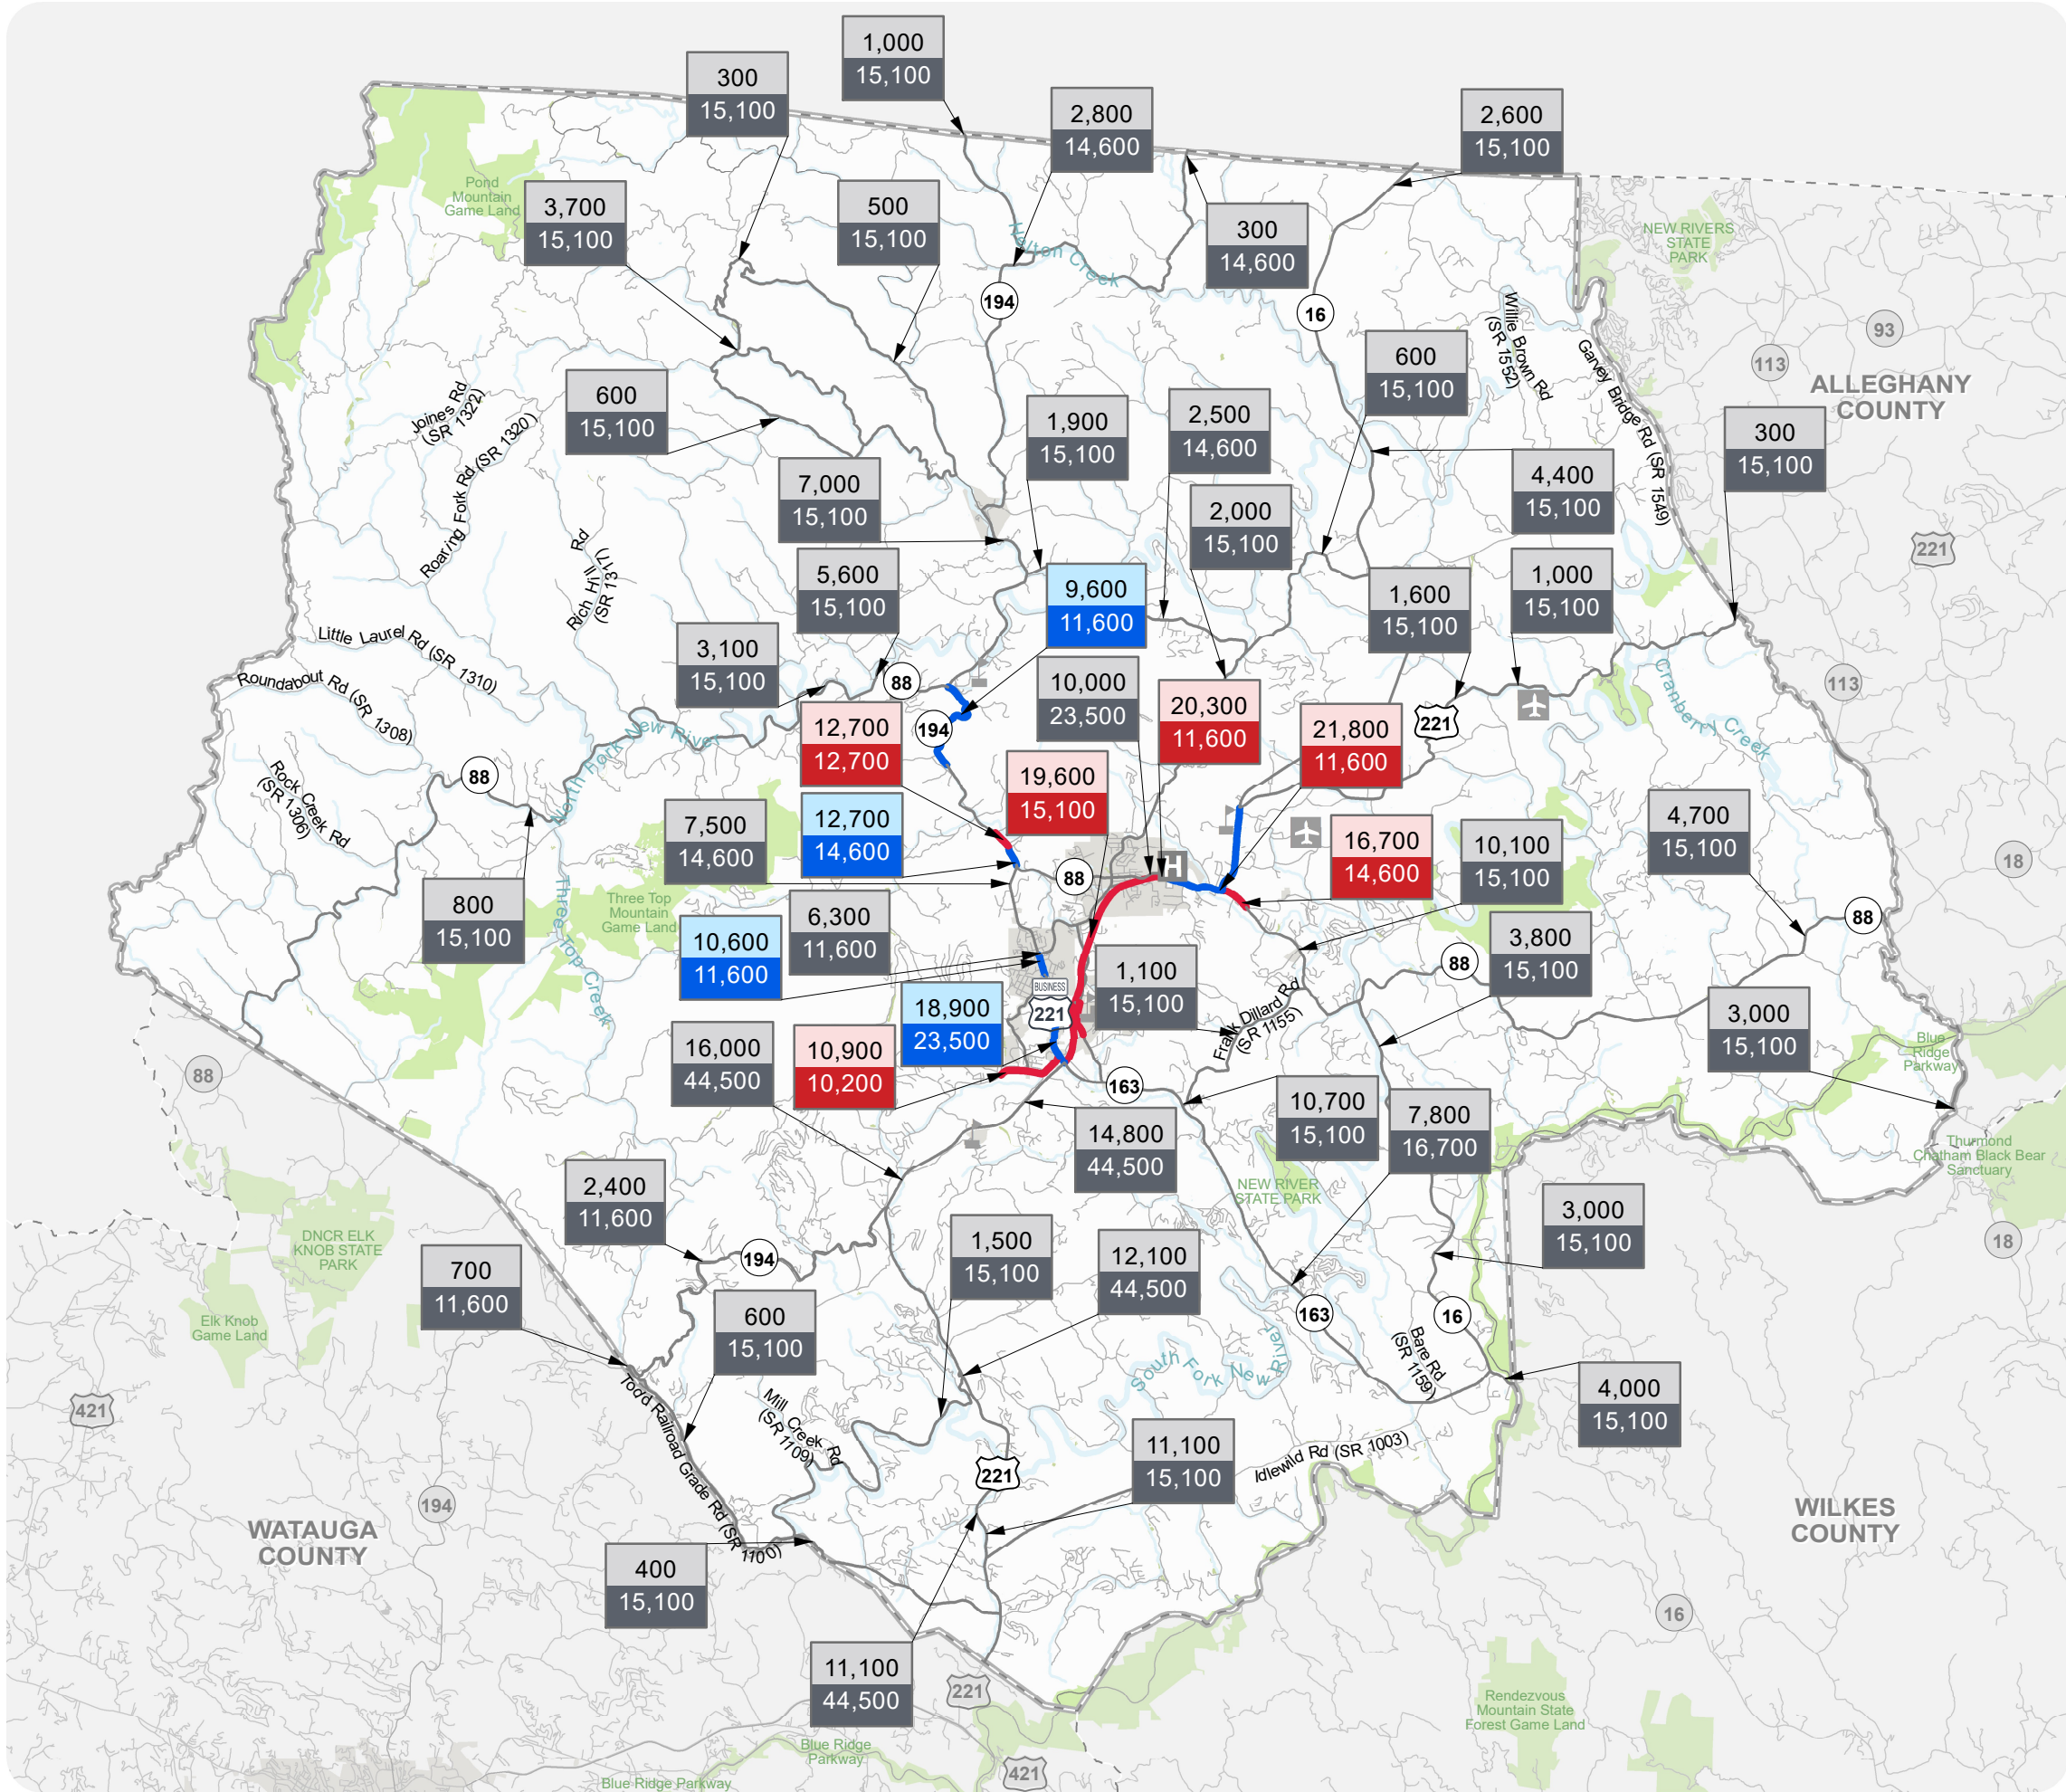 1,000
15,100
300
15,100
2,800
14,600
2,600
15,100
Pond
Mountain
Game Land
3,700
15,100
500
15,100
300
14,600
NEW RIVERS
STATE
PARK
Helton Creek
194
16
Willie Brown Rd
(SR 1552)
93
113
Garvey Bridge Rd (SR 1549)
ALLEGHANY
COUNTY
600
15,100
Joines Rd
(SR 1322)
600
15,100
1,900
15,100
2,500
14,600
300
15,100
Roaring Fork Rd (SR 1320)
7,000
15,100
4,400
15,100
2,000
15,100
221
Rich Hill Rd
(SR 1317)
5,600
15,100
9,600
11,600
1,600
15,100
1,000
15,100
Little Laurel Rd (SR 1310)
3,100
15,100
88
10,000
23,500
20,300
11,600
113
Cranberry Creek
Roundabout Rd (SR 1308)
12,700
12,700
194
21,800
11,600
221
North Fork New River
88
Rock Creek Rd
(SR 1306)
19,600
15,100
7,500
14,600
12,700
14,600
16,700
14,600
10,100
15,100
4,700
15,100
18
H
88
800
15,100
Three Top
Mountain
Game Land
6,300
11,600
88
10,600
11,600
3,800
15,100
88
Three Top Creek
1,100
15,100
BUSINESS
221
18,900
23,500
Frank Dillard Rd
(SR 1155)
3,000
15,100
Blue
Ridge
Parkway
88
16,000
44,500
10,900
10,200
163
10,700
15,100
7,800
16,700
14,800
44,500
Thurmond
Chatham Black Bear
Sanctuary
2,400
11,600
NEW RIVER
STATE PARK
3,000
15,100
DNCR ELK
KNOB STATE
PARK
194
1,500
15,100
12,100
44,500
18
700
11,600
600
15,100
163
16
Elk Knob
Game Land
Bare Rd
(SR 1159)
South Fork New River
4,000
15,100
421
Todd Railroad Grade Rd (SR 1100)
Mill Creek Rd
(SR 1109)
11,100
15,100
Idlewild Rd (SR 1003)
221
194
WATAUGA
COUNTY
WILKES
COUNTY
400
15,100
16
11,100
44,500
221
Rendezvous
Mountain State
Forest Game Land
Blue Ridge
Parkway
421
Blue Ridge Parkway